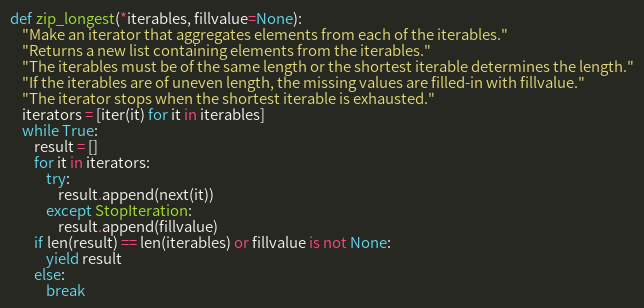 def zip_longest(*iterables, fillvalue=None):
"Make an iterator that aggregates elements from each of the iterables."
"Returns a new list containing elements from the iterables."
"The iterables must be of the same length or the shortest iterable determines the length."
"If the iterables are of uneven length, the missing values are filled-in with fillvalue."
"The iterator stops when the shortest iterable is exhausted."
iterators = [iter(it) for it in iterables]
while True:
result = []
for it in iterators:
try:
result.append(next(it))
except StopIteration:
result.append(fillvalue)
if len(result) == len(iterables) or fillvalue is not None:
yield result
else:
break